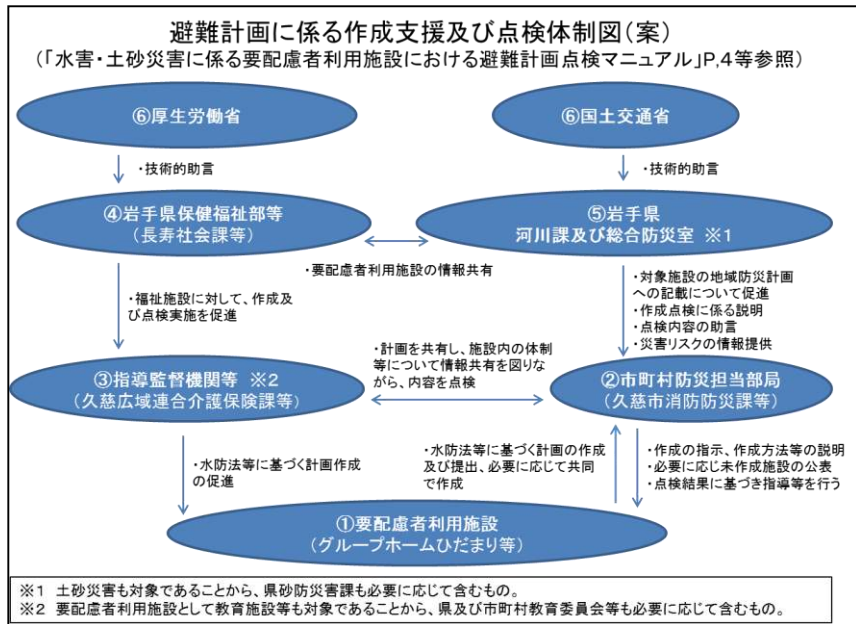 避難計画に係る作成支援及び点検体制図(案)
(「水害・土砂災害に係る要配慮者利用施設における避難計画点検マニュアル」P,4等参照)
⑥厚生労働省
⑥国土交通省
・技術的助言
・技術的助言
④岩手県保健福祉部等
(長寿社会課等)
⑤岩手県
河川課及び総合防災室 ※1
・要配慮者利用施設の情報共有
・福祉施設に対して、作成及
び点検実施を促進
・対象施設の地域防災計画
への記載について促進
・作成点検に係る説明
・点検内容の助言
・災害リスクの情報提供
・計画を共有し、施設内の体制
等について情報共有を図りな
がら、内容を点検
③指導監督機関等 ※2
(久慈広域連合介護保険課等)
②市町村防災担当部局
(久慈市消防防災課等)
・水防法等に基づく計画作成
の促進
・水防法等に基づく計画の作成
及び提出、必要に応じて共同
で作成
・作成の指示、作成方法等の説明
・必要に応じ未作成施設の公表
・点検結果に基づき指導等を行う
①要配慮者利用施設
(グループホームひだまり等)
※1 土砂災害も対象であることから、県砂防災害課も必要に応じて含むもの。
※2 要配慮者利用施設として教育施設等も対象であることから、県及び市町村教育委員会等も必要に応じて含むもの。